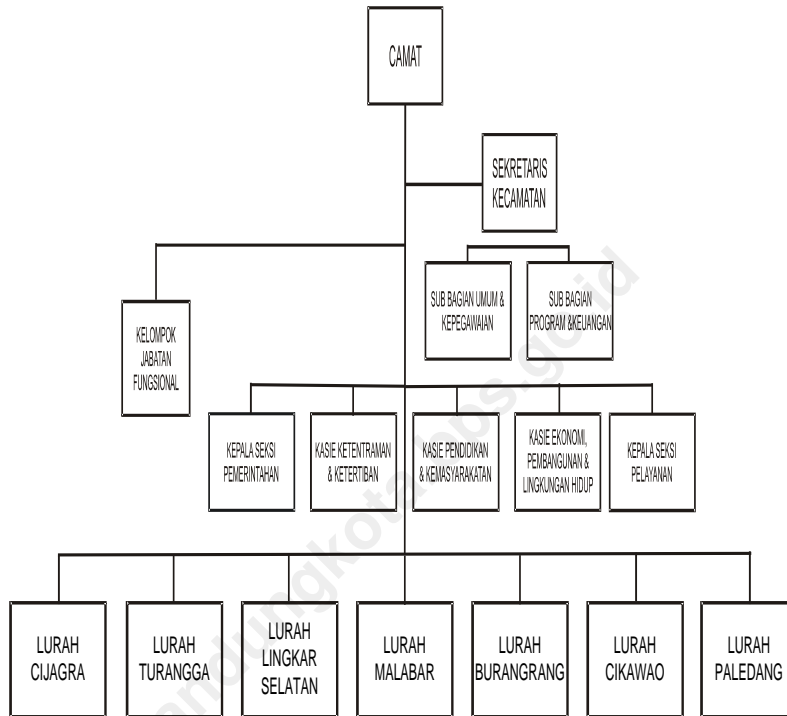 CAMAT
SEKRETARIS
KECAMATAN
SUB BAGIAN UMUM &
KEPEGAWAIAN
SUB BAGIAN
PROGRAM &KEUANGAN
KELOMPOK
JABATAN
FUNGSIONAL
KEPALA SEKSI
PEMERINTAHAN
KASIE KETENTRAMAN
& KETERTIBAN
KASIE PENDIDIKAN
& KEMASYARAKATAN
KASIE EKONOMI,
PEMBANGUNAN &
LINGKUNGAN HIDUP
KEPALA SEKSI
PELAYANAN
LURAH
CIJAGRA
LURAH
TURANGGA
LURAH
LINGKAR
SELATAN
LURAH
MALABAR
LURAH
BURANGRANG
LURAH
CIKAWAO
LURAH
PALEDANG